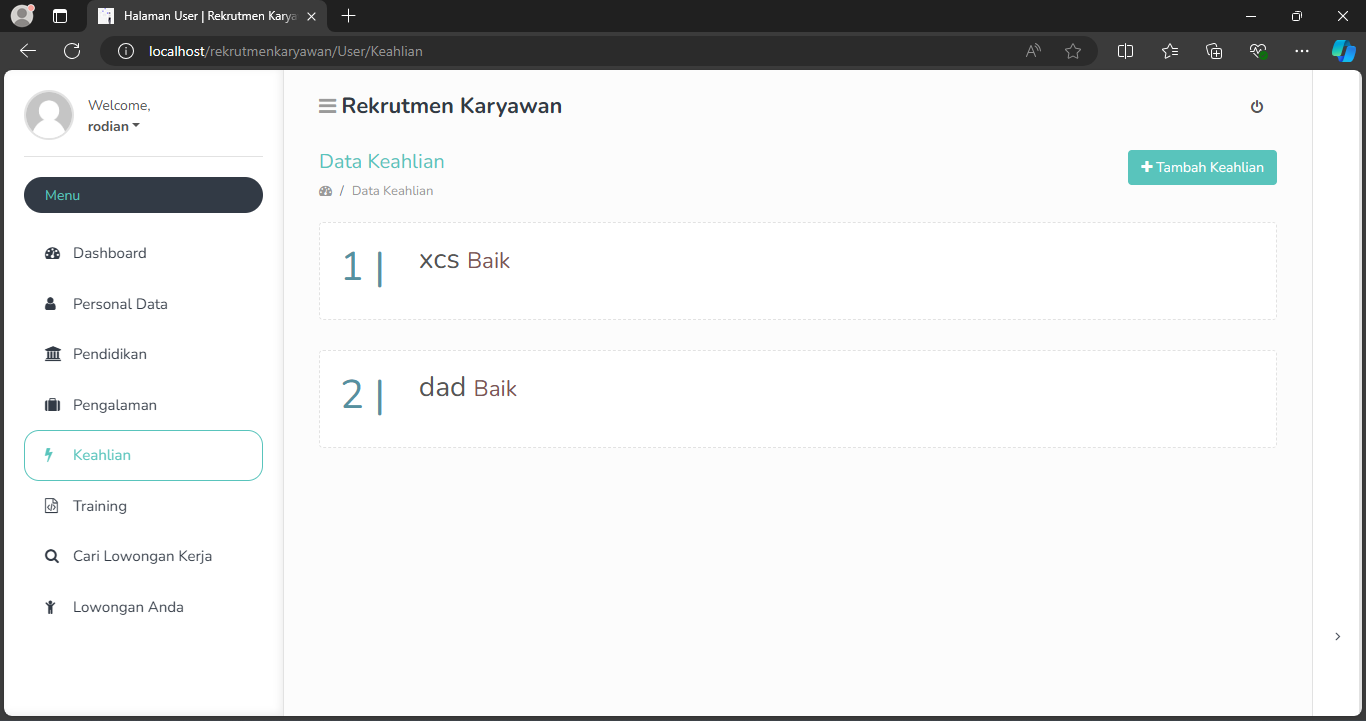 Halaman User | Rekrutmen Karya
localhost/rekrutmenkaryawan/User/Keahlian
Welcome,
rodian
Menu
Dashboard
Personal Data
Pendidikan
Pengalaman
Keahlian
Training
Cari Lowongan Kerja
Lowongan Anda
Rekrutmen Karyawan
Data Keahlian
/ Data Keahlian
Tambah Keahlian
1 | xcs Baik
2 | dad Baik